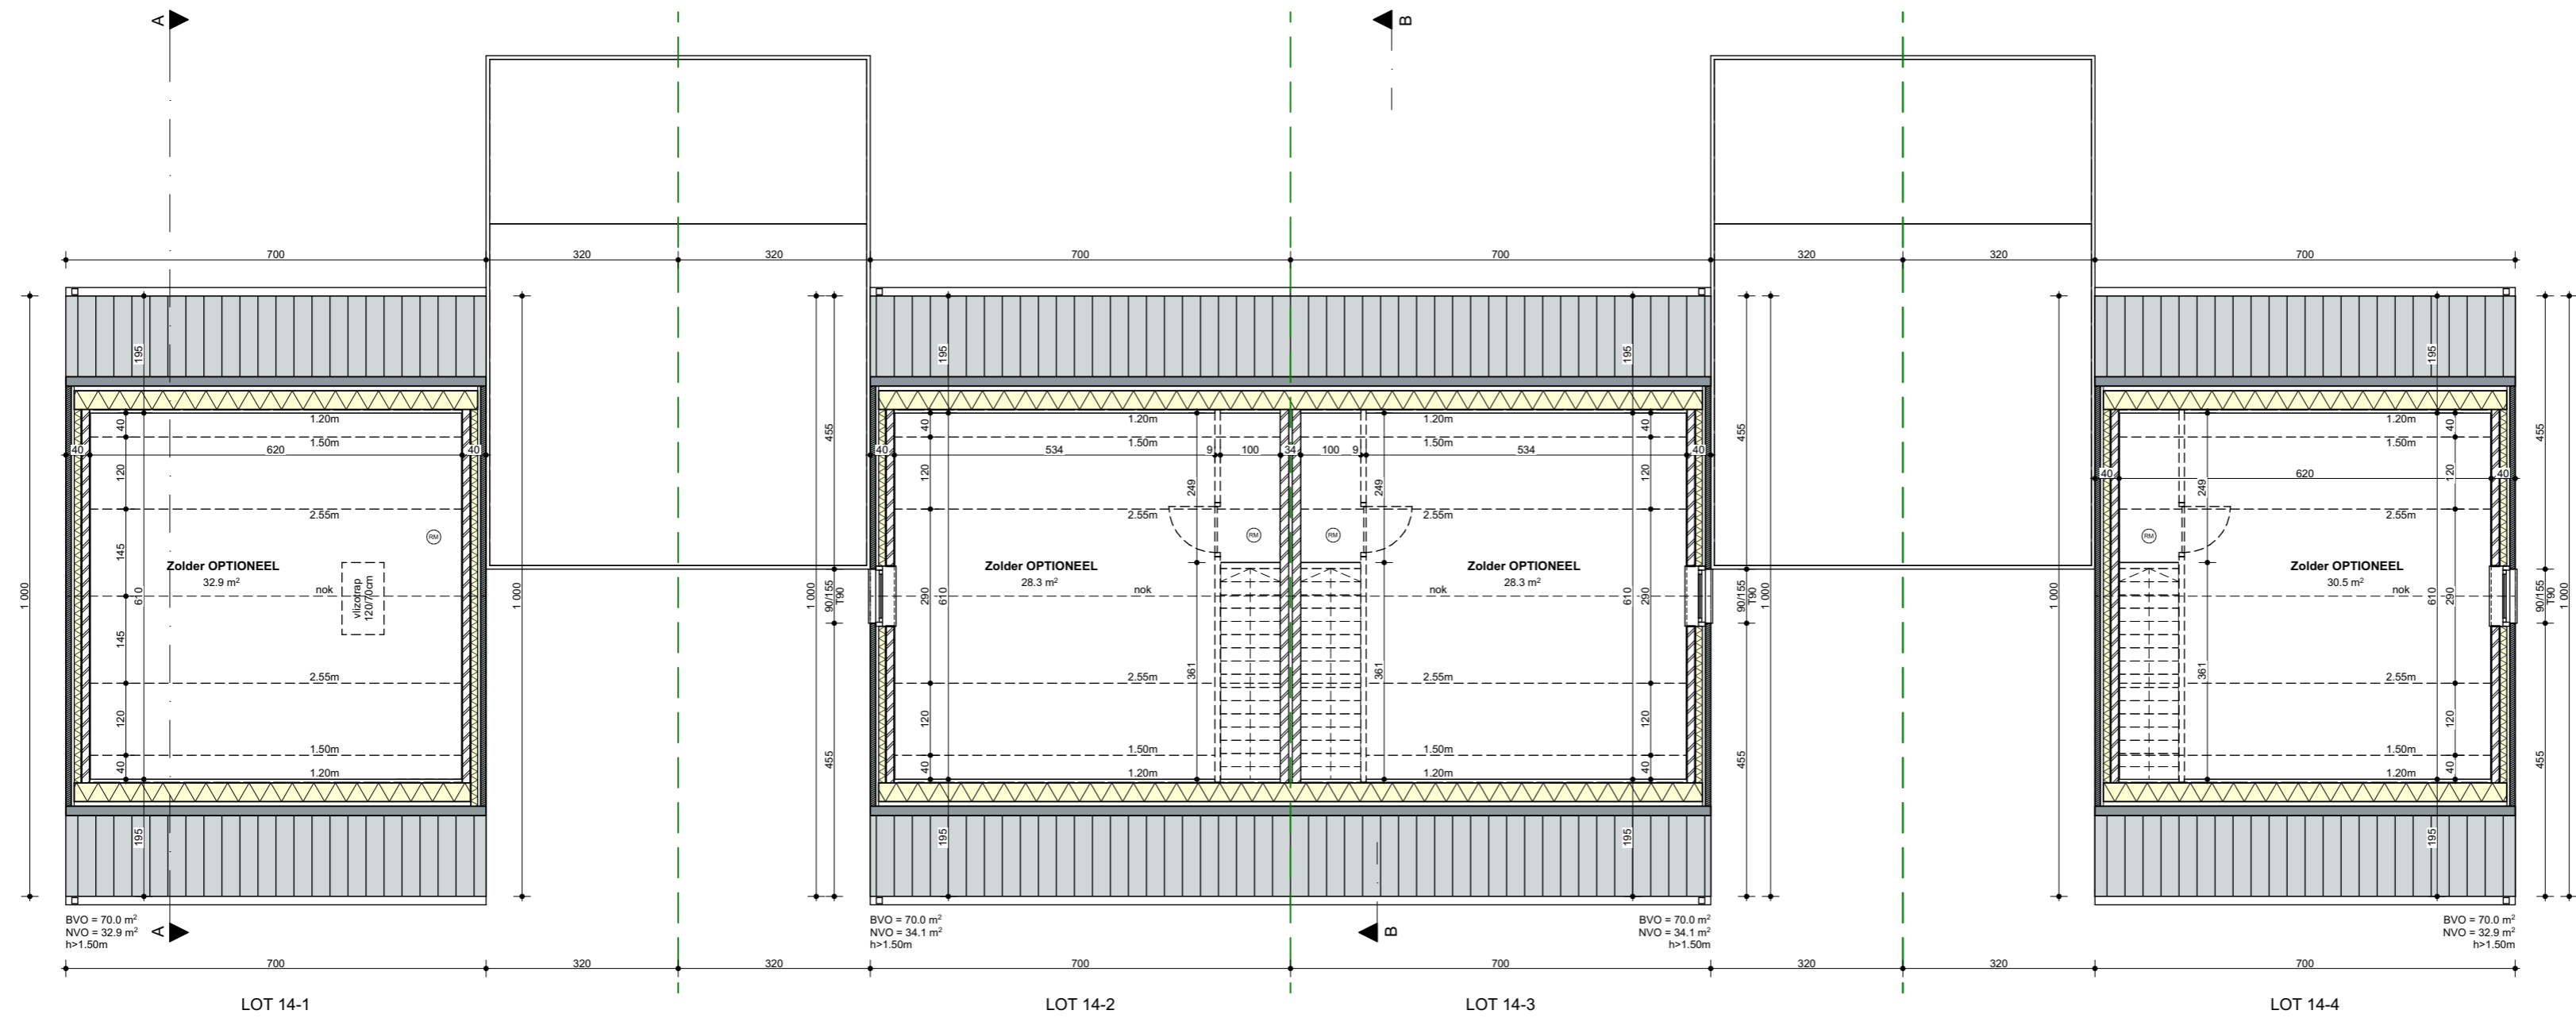 A
B
700
320
320
700
700
320
320
700
195
195
195
195
1.20m
1.20m
1.20m
1.20m
40
40
40
40
1.50m
1.50m
1.50m
1.50m
455
455
455
40
620
40
40
534
9
100
34
100
9
534
40
40
620
40
120
120
120
120
249
249
249
2.55m
2.55m
2.55m
2.55m
RM
RM
RM
RM
145
Zolder OPTIONEEL
32.9 m²
Zolder OPTIONEEL
28.3 m²
Zolder OPTIONEEL
28.3 m²
Zolder OPTIONEEL
30.5 m²
1 000
610
nok
vlizotrap
120/70cm
1 000
1 000
90/155
T90
290
610
nok
nok
610
290
90/155
T90
1 000
1 000
nok
610
290
90/155
T90
1 000
145
361
361
361
2.55m
2.55m
2.55m
2.55m
120
120
120
120
1.50m
1.50m
1.50m
1.50m
455
455
455
40
40
40
40
1.20m
1.20m
1.20m
1.20m
195
195
195
195
BVO = 70.0 m²
NVO = 32.9 m²
h>1.50m
A
BVO = 70.0 m²
NVO = 34.1 m²
h>1.50m
B
BVO = 70.0 m²
NVO = 34.1 m²
h>1.50m
BVO = 70.0 m²
NVO = 32.9 m²
h>1.50m
700
320
320
700
700
320
320
700
LOT 14-1
LOT 14-2
LOT 14-3
LOT 14-4